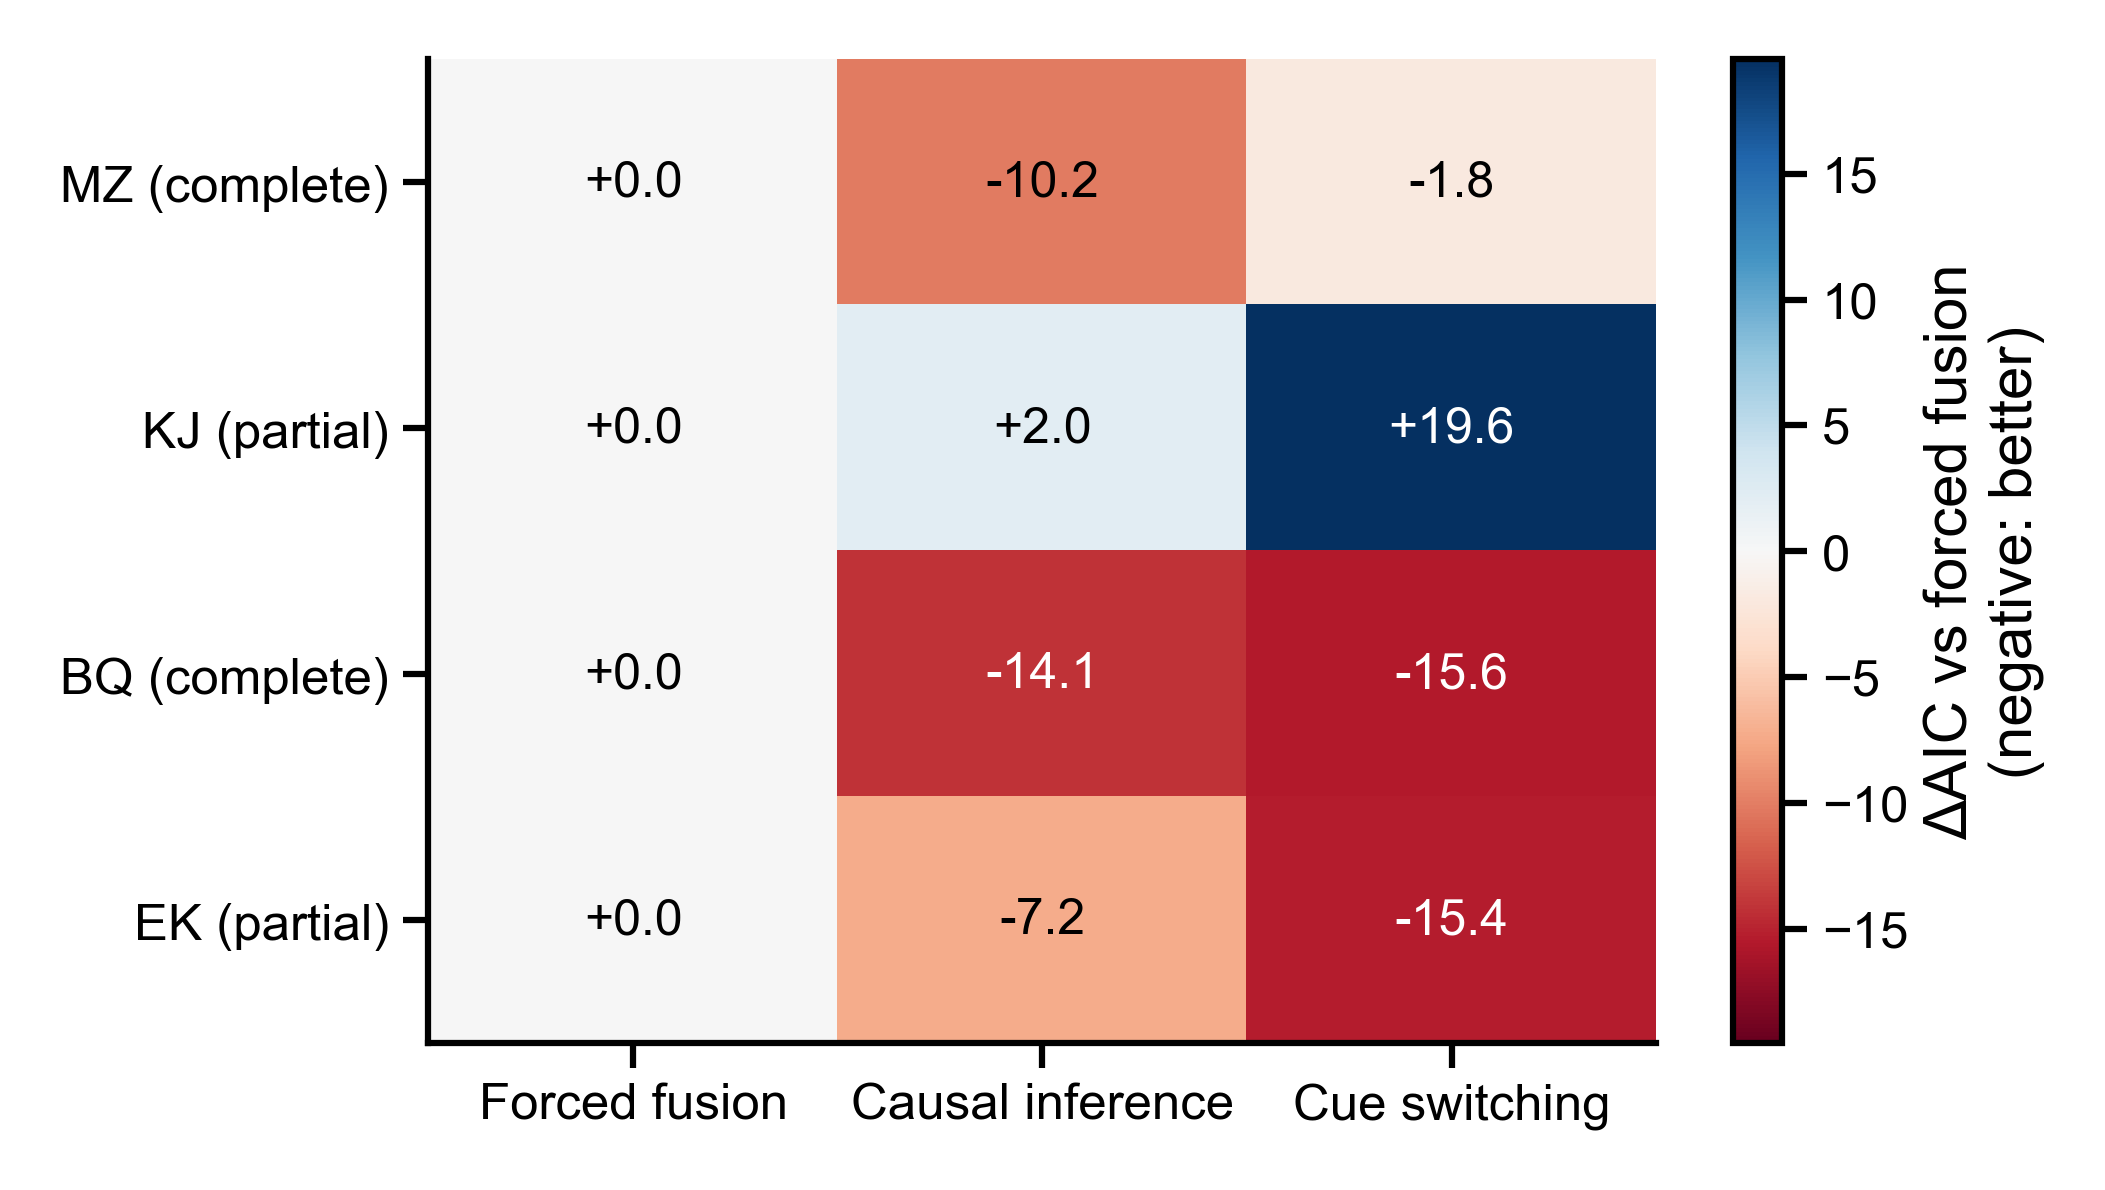 MZ (complete)
+0.0
-10.2
-1.8
KJ (partial)
+0.0
+2.0
+19.6
BQ (complete)
+0.0
-14.1
-15.6
EK (partial)
+0.0
-7.2
-15.4
Forced fusion
Causal inference
Cue switching
15
10
5
0
−5
−10
−15
ΔAIC vs forced fusion
(negative: better)